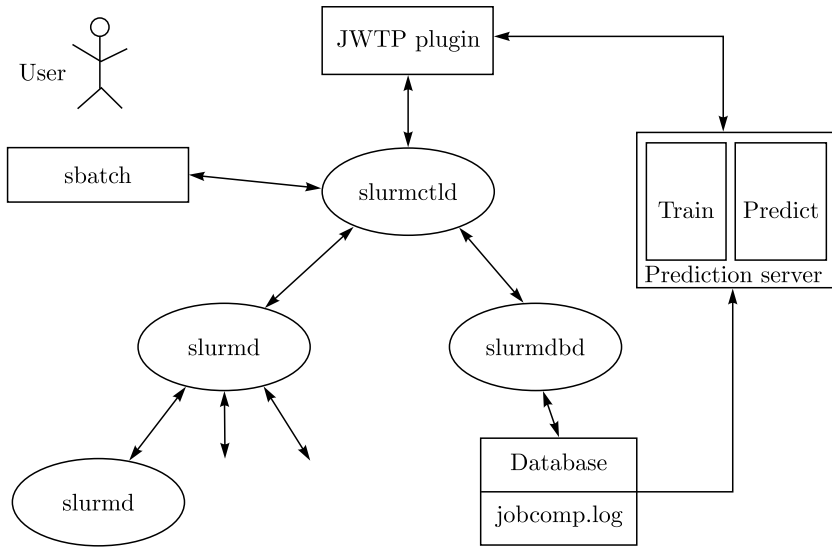 JWTP plugin
User
sbatch
slurmctld
Train
Predict
Prediction server
slurmd
slurmdbd
Database
slurmd
jobcomp.log